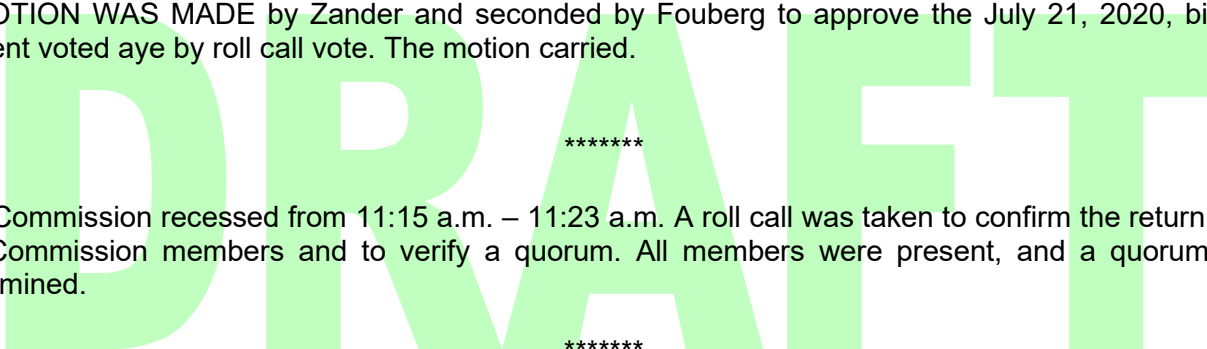 OTION WAS MADE by Zander and seconded by Fouberg to approve the July 21, 2020, bi
ent voted aye by roll call vote. The motion carried.
*******
Commission recessed from 11:15 a.m. – 11:23 a.m. A roll call was taken to confirm the return
Commission members and to verify a quorum. All members were present, and a quorum
mined.
*******
DRAFT